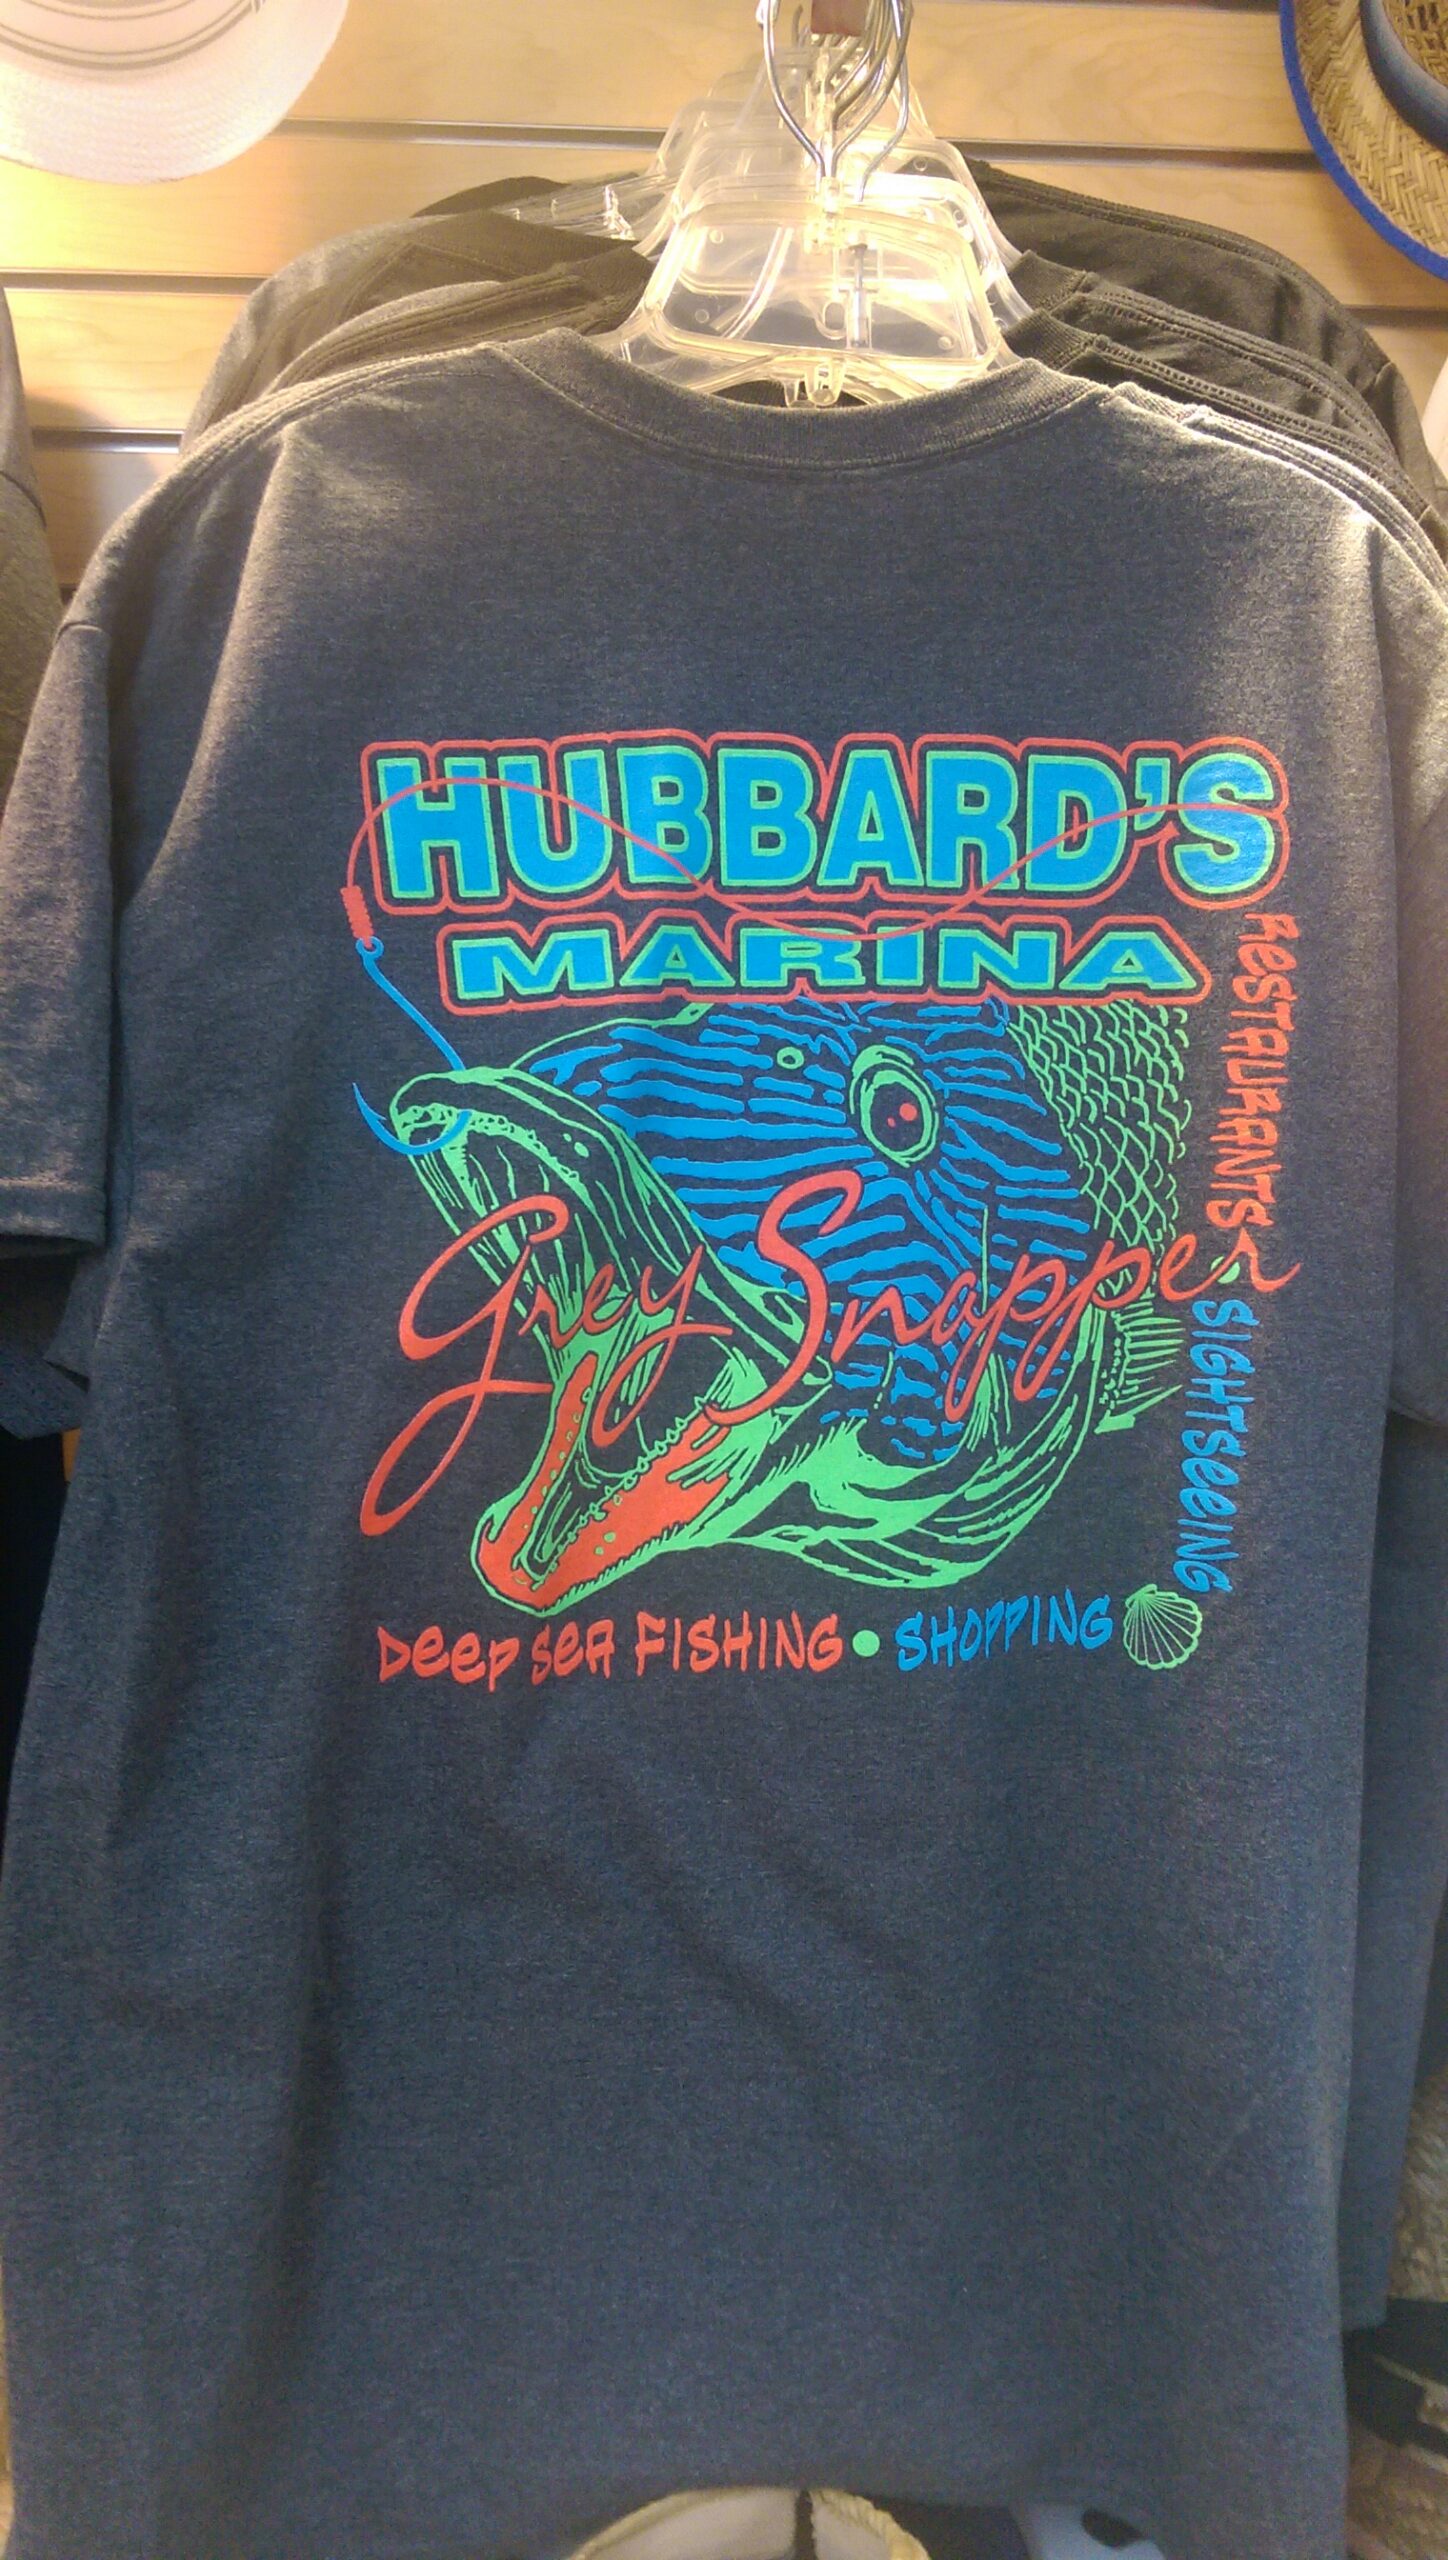 HUBBARD'S
MARINA
Grey Snapper
RESTAURANTS • SIGHTSEEING
DEEP SEA FISHING • SHOPPING